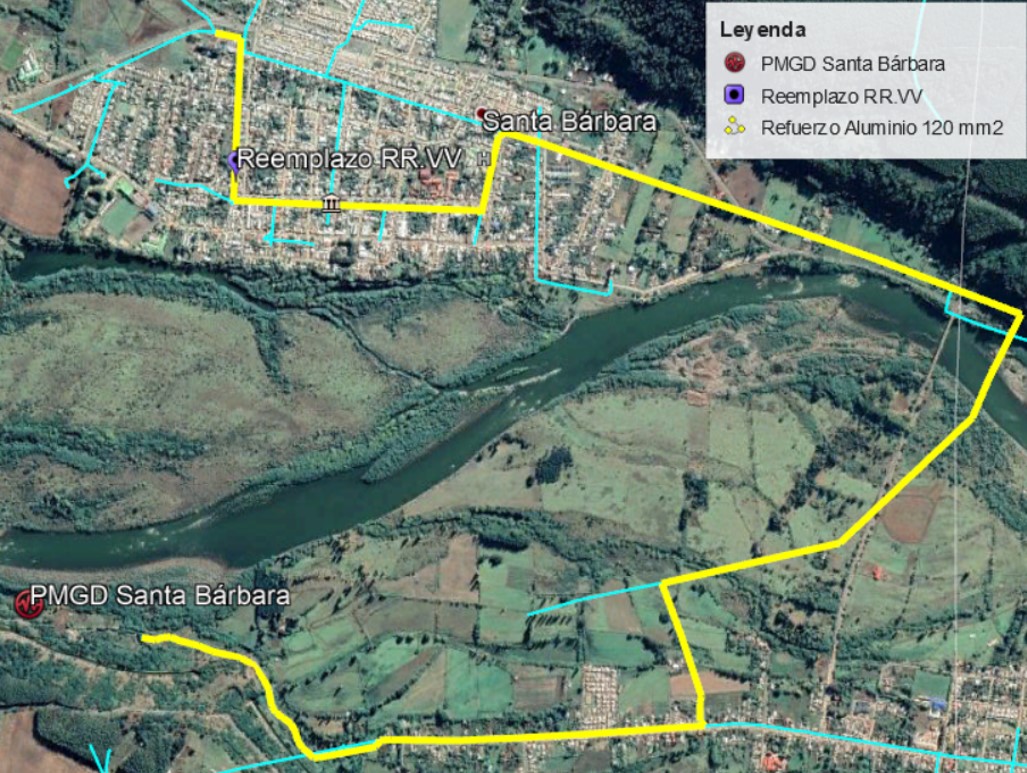 Leyenda
PMGD Santa Bárbara
Reemplazo RR.VV
Refuerzo Aluminio 120 mm2
Santa Bárbara
Reemplazo RR.VV
H
PMGD Santa Bárbara